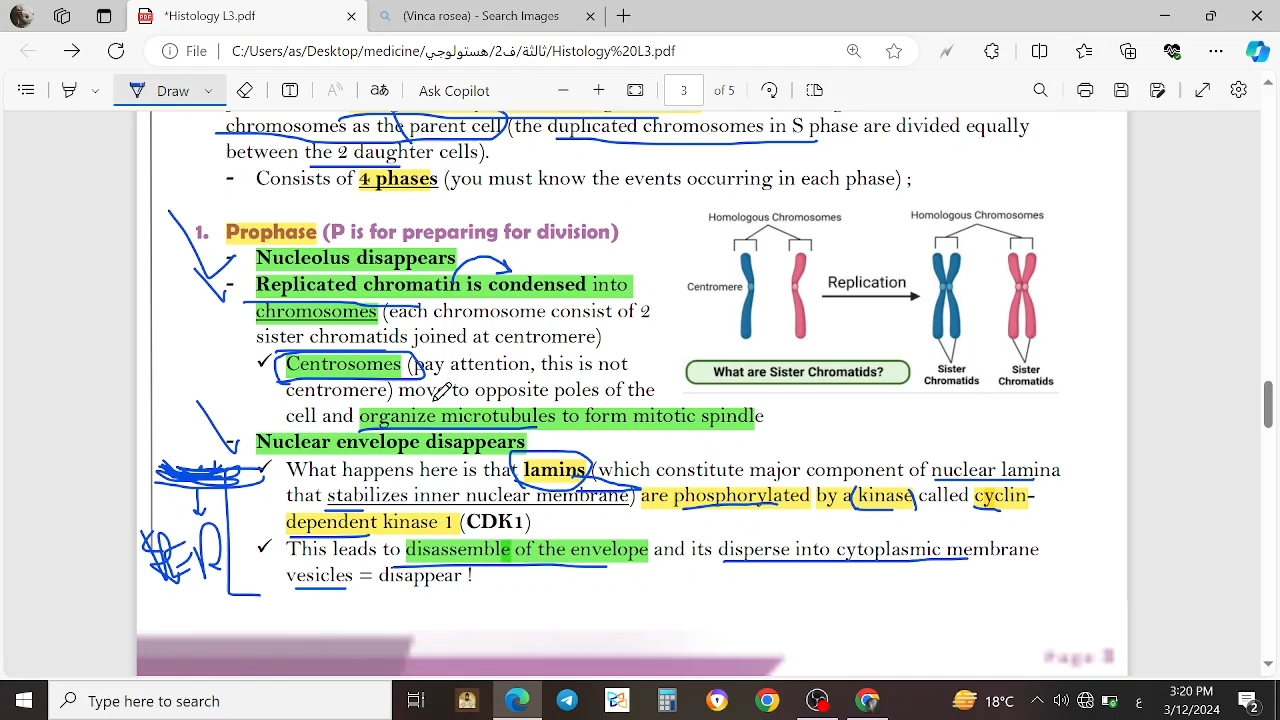 *Histology L3.pdf
(Vinca rosea) - Search Images
File
C:/Users/as/Desktop/medicine/ثالثة/ف2/هستولوجي/Histology%20L3.pdf
Draw
Ask Copilot
3
of 5
chromosomes as the parent cell (the duplicated chromosomes in S phase are divided equally
between the 2 daughter cells).
- Consists of 4 phases (you must know the events occurring in each phase) ;
1. Prophase (P is for preparing for division)
- Nucleolus disappears
- Replicated chromatin is condensed into
chromosomes (each chromosome consist of 2
sister chromatids joined at centromere)
✓ Centrosomes (pay attention, this is not
centromere) move to opposite poles of the
cell and organize microtubules to form mitotic spindle
- Nuclear envelope disappears
✓ What happens here is that lamins (which constitute major component of nuclear lamina
that stabilizes inner nuclear membrane) are phosphorylated by a kinase called cyclin-
dependent kinase 1 (CDK1)
✓ This leads to disassemble of the envelope and its disperse into cytoplasmic membrane
vesicles = disappear !
Homologous Chromosomes
Homologous Chromosomes
Centromere
Replication
What are Sister Chromatids?
Sister
Chromatids
Sister
Chromatids
Page 3
Type here to search
18°C
ع
3:20 PM
3/12/2024
2